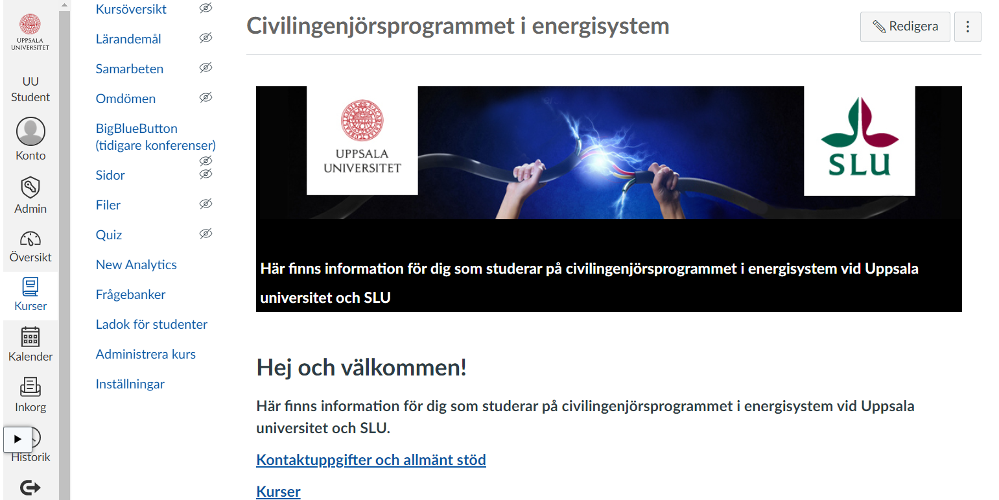 UPPSALA
UNIVERSITET
UU
Student
Konto
Admin
Översikt
Kurser
Kalender
Inkorg
Historik
Kursöversikt
Lärandemål
Samarbeten
Omdömen
BigBlueButton
(tidigare konferenser)
Sidor
Filer
Quiz
New Analytics
Frågebanker
Ladok för studenter
Administrera kurs
Inställningar
Civilingenjörsprogrammet i energisystem
Redigera
UPPSALA
UNIVERSITET
SLU
Här finns information för dig som studerar på civilingenjörsprogrammet i energisystem vid Uppsala
universitet och SLU
Hej och välkommen!
Här finns information för dig som studerar på civilingenjörsprogrammet i energisystem vid Uppsala
universitet och SLU.
Kontaktuppgifter och allmänt stöd
Kurser